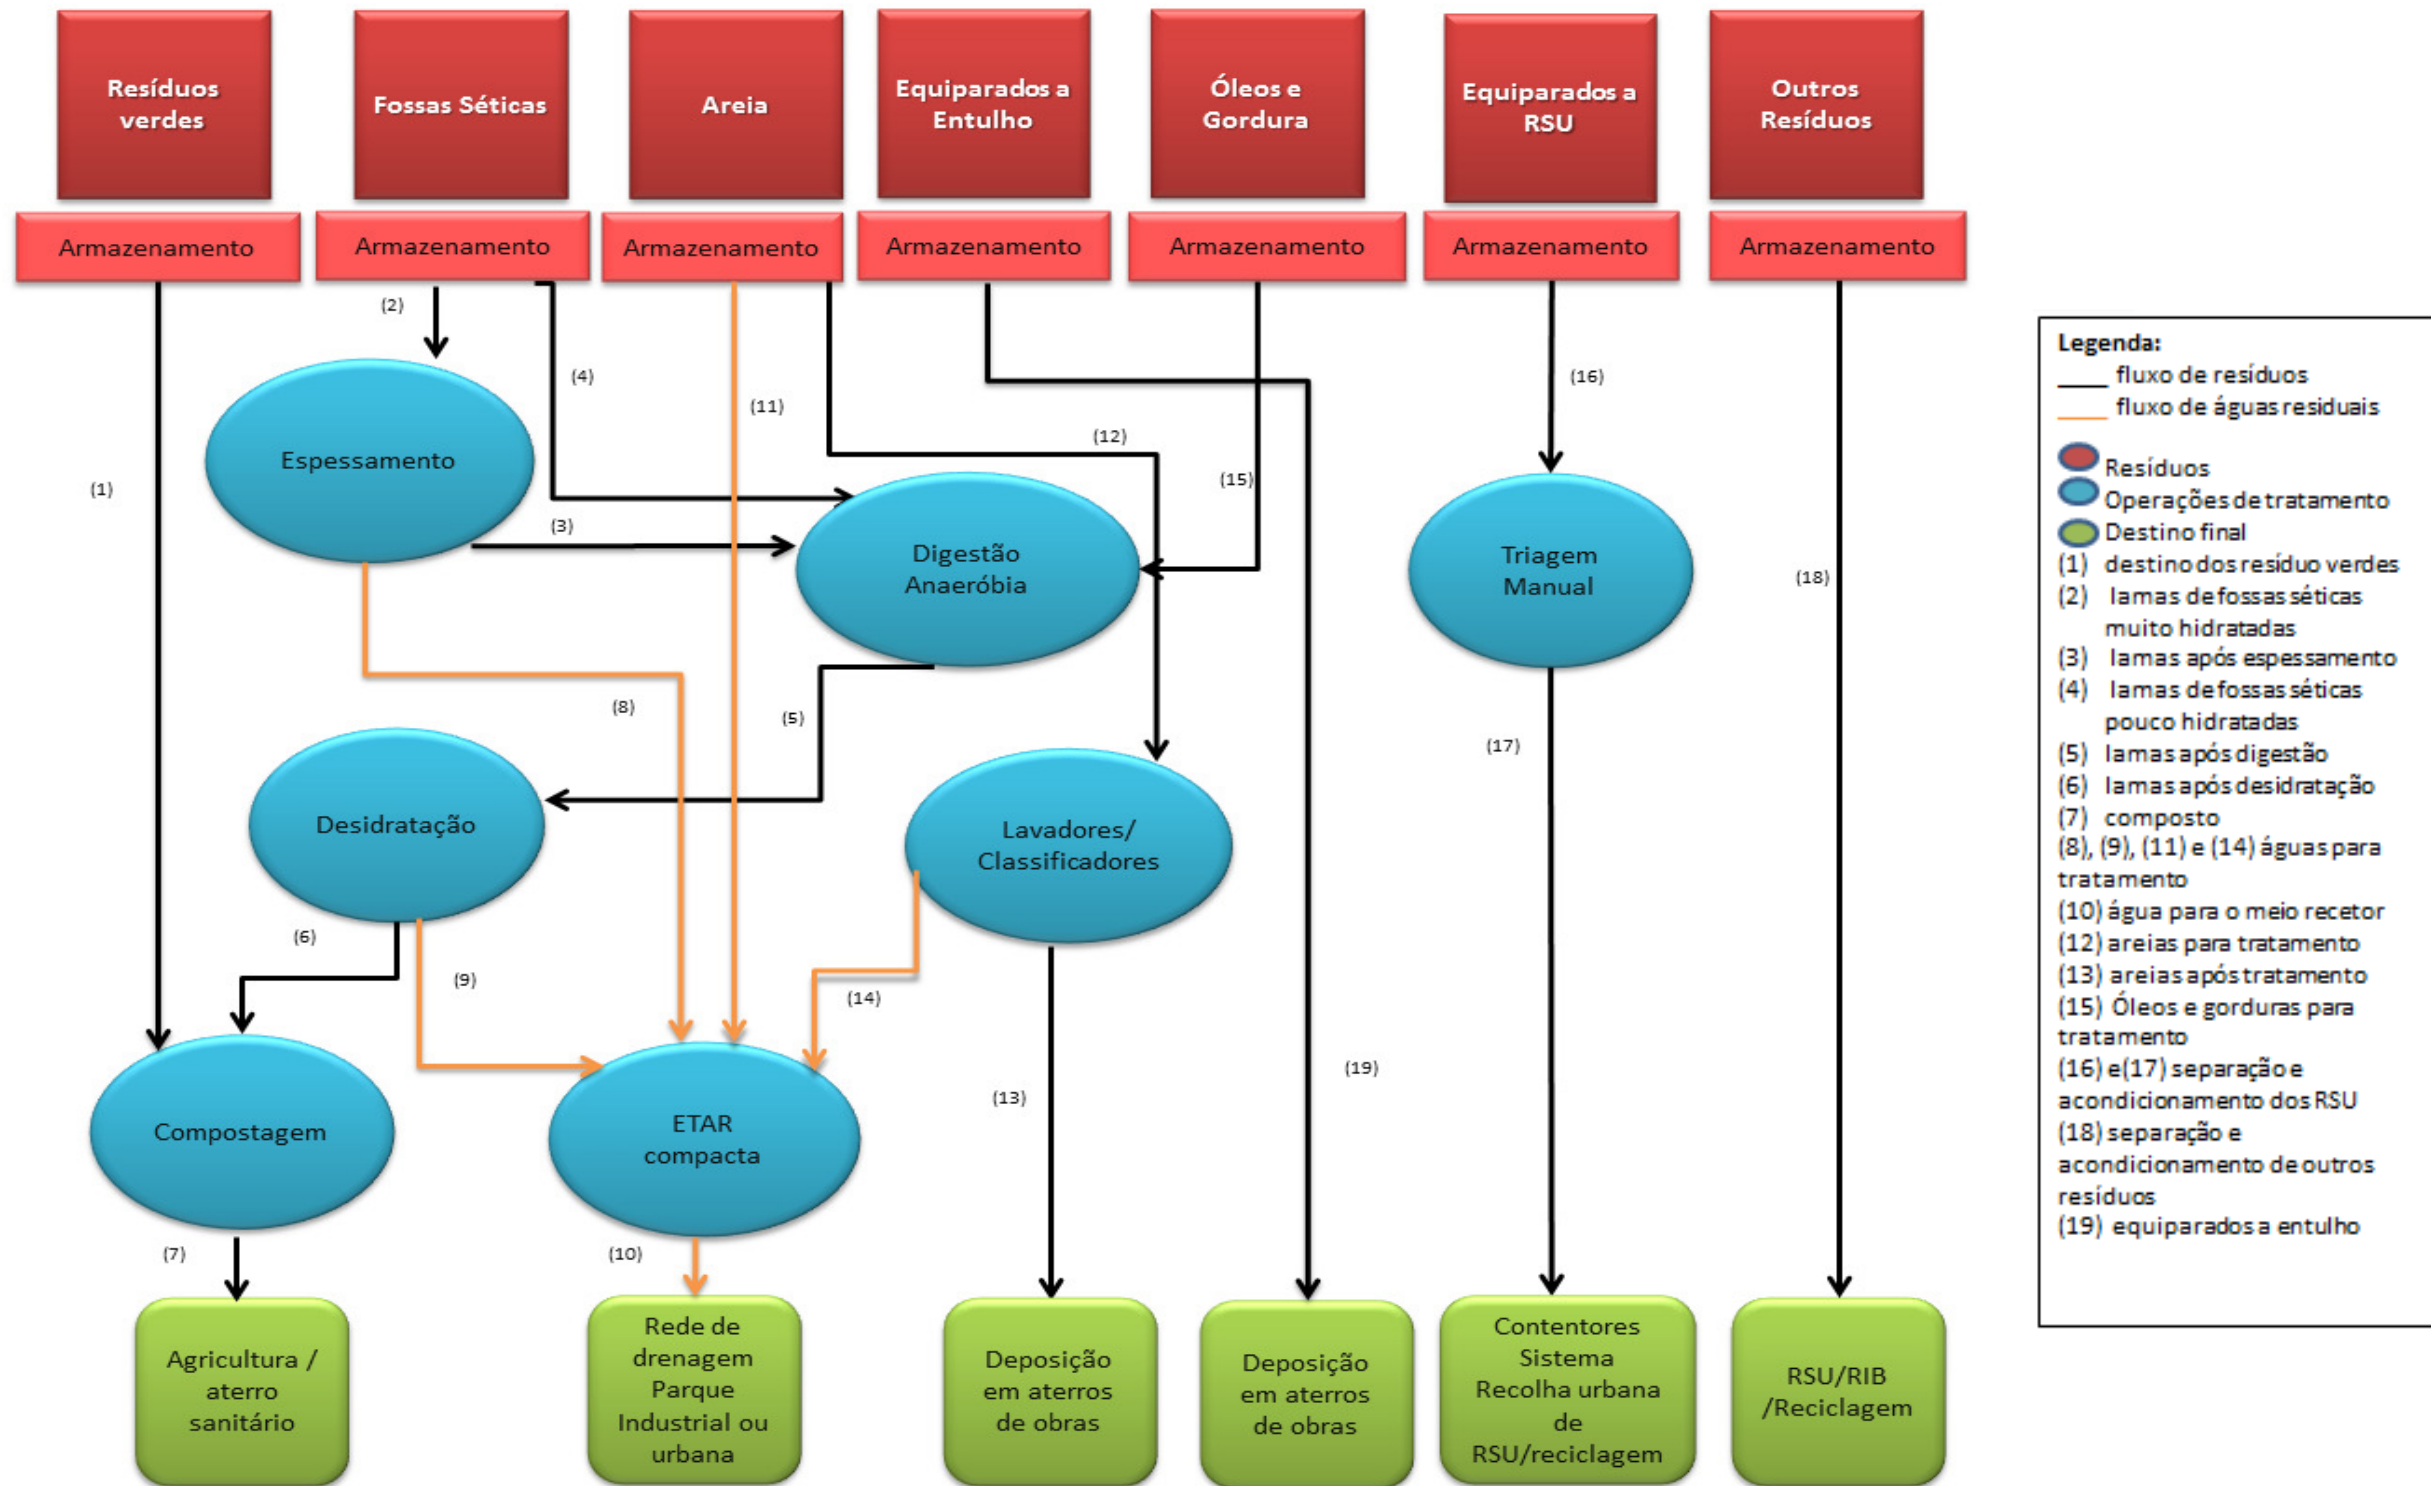 Resíduos
verdes
Fossas Séticas
Areia
Equiparados a
Entulho
Óleos e
Gordura
Equiparados a
RSU
Outros
Resíduos
Armazenamento
Armazenamento
Armazenamento
Armazenamento
Armazenamento
Armazenamento
Armazenamento
(2)
(4)
(11)
(16)
(12)
Espessamento
(1)
(15)
(3)
Digestão
Anaeróbia
Triagem
Manual
(18)
(8)
(5)
(17)
Desidratação
Lavadores/
Classificadores
(6)
(9)
(14)
(19)
(13)
Compostagem
ETAR
compacta
(7)
(10)
Agricultura /
aterro
sanitário
Rede de
drenagem
Parque
Industrial ou
urbana
Deposição
em aterros
de obras
Deposição
em aterros
de obras
Contentores
Sistema
Recolha urbana
de
RSU/reciclagem
RSU/RIB
/Reciclagem
Legenda:
fluxo de resíduos
fluxo de águas residuais
Resíduos
Operações de tratamento
Destino final
(1) destino dos resíduo verdes
(2) lamas de fossas séticas
muito hidratadas
(3) lamas após espessamento
(4) lamas de fossas séticas
pouco hidratadas
(5) lamas após digestão
(6) lamas após desidratação
(7) composto
(8), (9), (11) e (14) águas para
tratamento
(10) água para o meio recetor
(12) areias para tratamento
(13) areias após tratamento
(15) Óleos e gorduras para
tratamento
(16) e(17) separação e
acondicionamento dos RSU
(18) separação e
acondicionamento de outros
resíduos
(19) equiparados a entulho